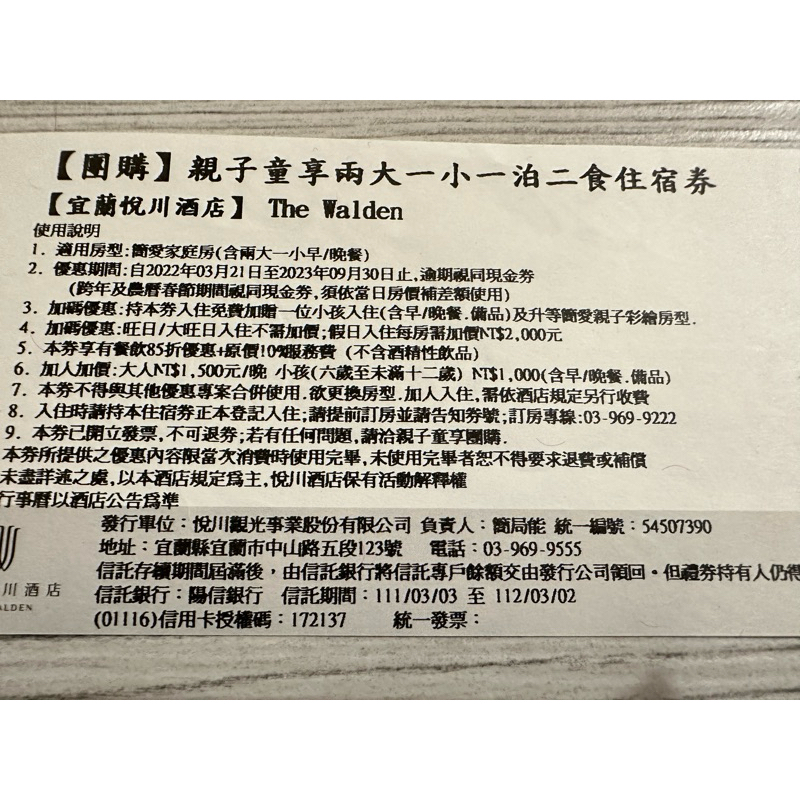 【團購】親子童享兩大一小一泊二食住宿券
【宜蘭悅川酒店】 The Walden
使用說明
1. 適用房型:簡愛家庭房(含兩大一小早/晚餐)
2. 優惠期間:自2022年03月21日至2023年09月30日止,逾期視同現金券
(跨年及農曆春節期間視同現金券,須依當日房價補差額使用)
3. 加碼優惠:持本券入住免費加贈一位小孩入住(含早/晚餐.備品)及升等簡愛親子彩繪房型.
4. 加碼優惠:旺日/大旺日入住不需加價;假日入住每房需加價NT$2,000元
5. 本券享有餐飲85折優惠+原價10%服務費 (不含酒精性飲品)
6. 加人加價:大人NT$1,500元/晚 小孩(六歲至未滿十二歲) NT$1,000(含早/晚餐.備品)
7. 本券不得與其他優惠專案合併使用.欲更換房型.加人入住,需依酒店規定另行收費
8. 入住時請持本住宿券正本登記入住;請提前訂房並請告知券號;訂房專線:03-969-9222
9. 本券已開立發票,不可退券;若有任何問題,請洽親子童享團購.
本券所提供之優惠內容限當次消費時使用完畢,未使用完畢者恕不得要求退費或補償
未盡詳述之處,以本酒店規定為主,悅川酒店保有活動解釋權
行事曆以酒店公告為準
發行單位：悅川觀光事業股份有限公司 負責人：簡局能 統一編號：54507390
地址：宜蘭縣宜蘭市中山路五段123號 電話：03-969-9555
信託存續期間屆滿後，由信託銀行將信託專戶餘額交由發行公司領回。但禮券持有人仍得
川酒店
ALDEN
信託銀行：陽信銀行 信託期間：111/03/03 至 112/03/02
(01116)信用卡授權碼：172137 統一發票：